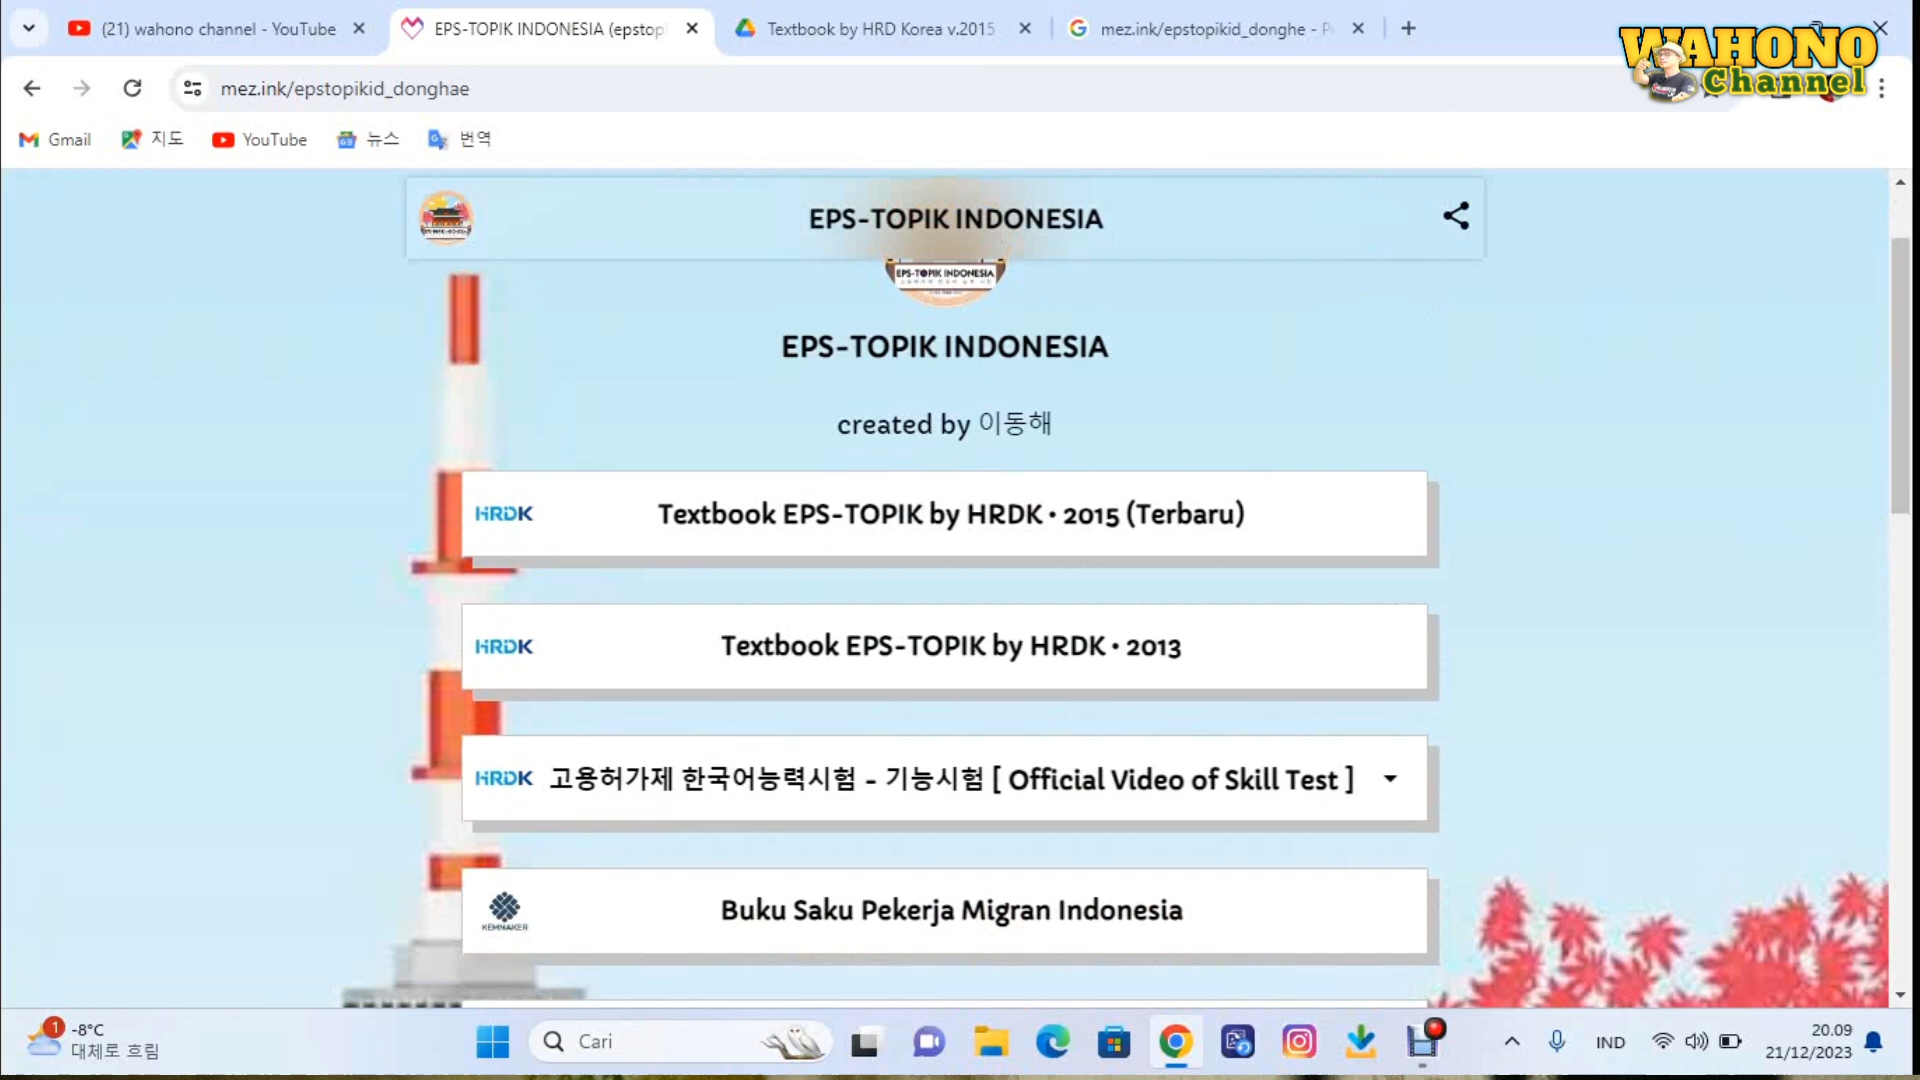 (21) wahono channel - YouTube
EPS-TOPIK INDONESIA (epstop
Textbook by HRD Korea v.2015
mez.ink/epstopikid_donghe - P
WAHONO
Channel
mez.ink/epstopikid_donghae
Gmail
지도
YouTube
뉴스
번역
EPS-TOPIK INDONESIA
EPS-TOPIK INDONESIA
EPS-TOPIK INDONESIA
created by 이동해
HRDK
Textbook EPS-TOPIK by HRDK • 2015 (Terbaru)
HRDK
Textbook EPS-TOPIK by HRDK • 2013
HRDK
고용허가제 한국어능력시험 - 기능시험 [ Official Video of Skill Test ]
KEMNAKER
Buku Saku Pekerja Migran Indonesia
1
-8°C
대체로 흐림
Cari
IND
20.09
21/12/2023